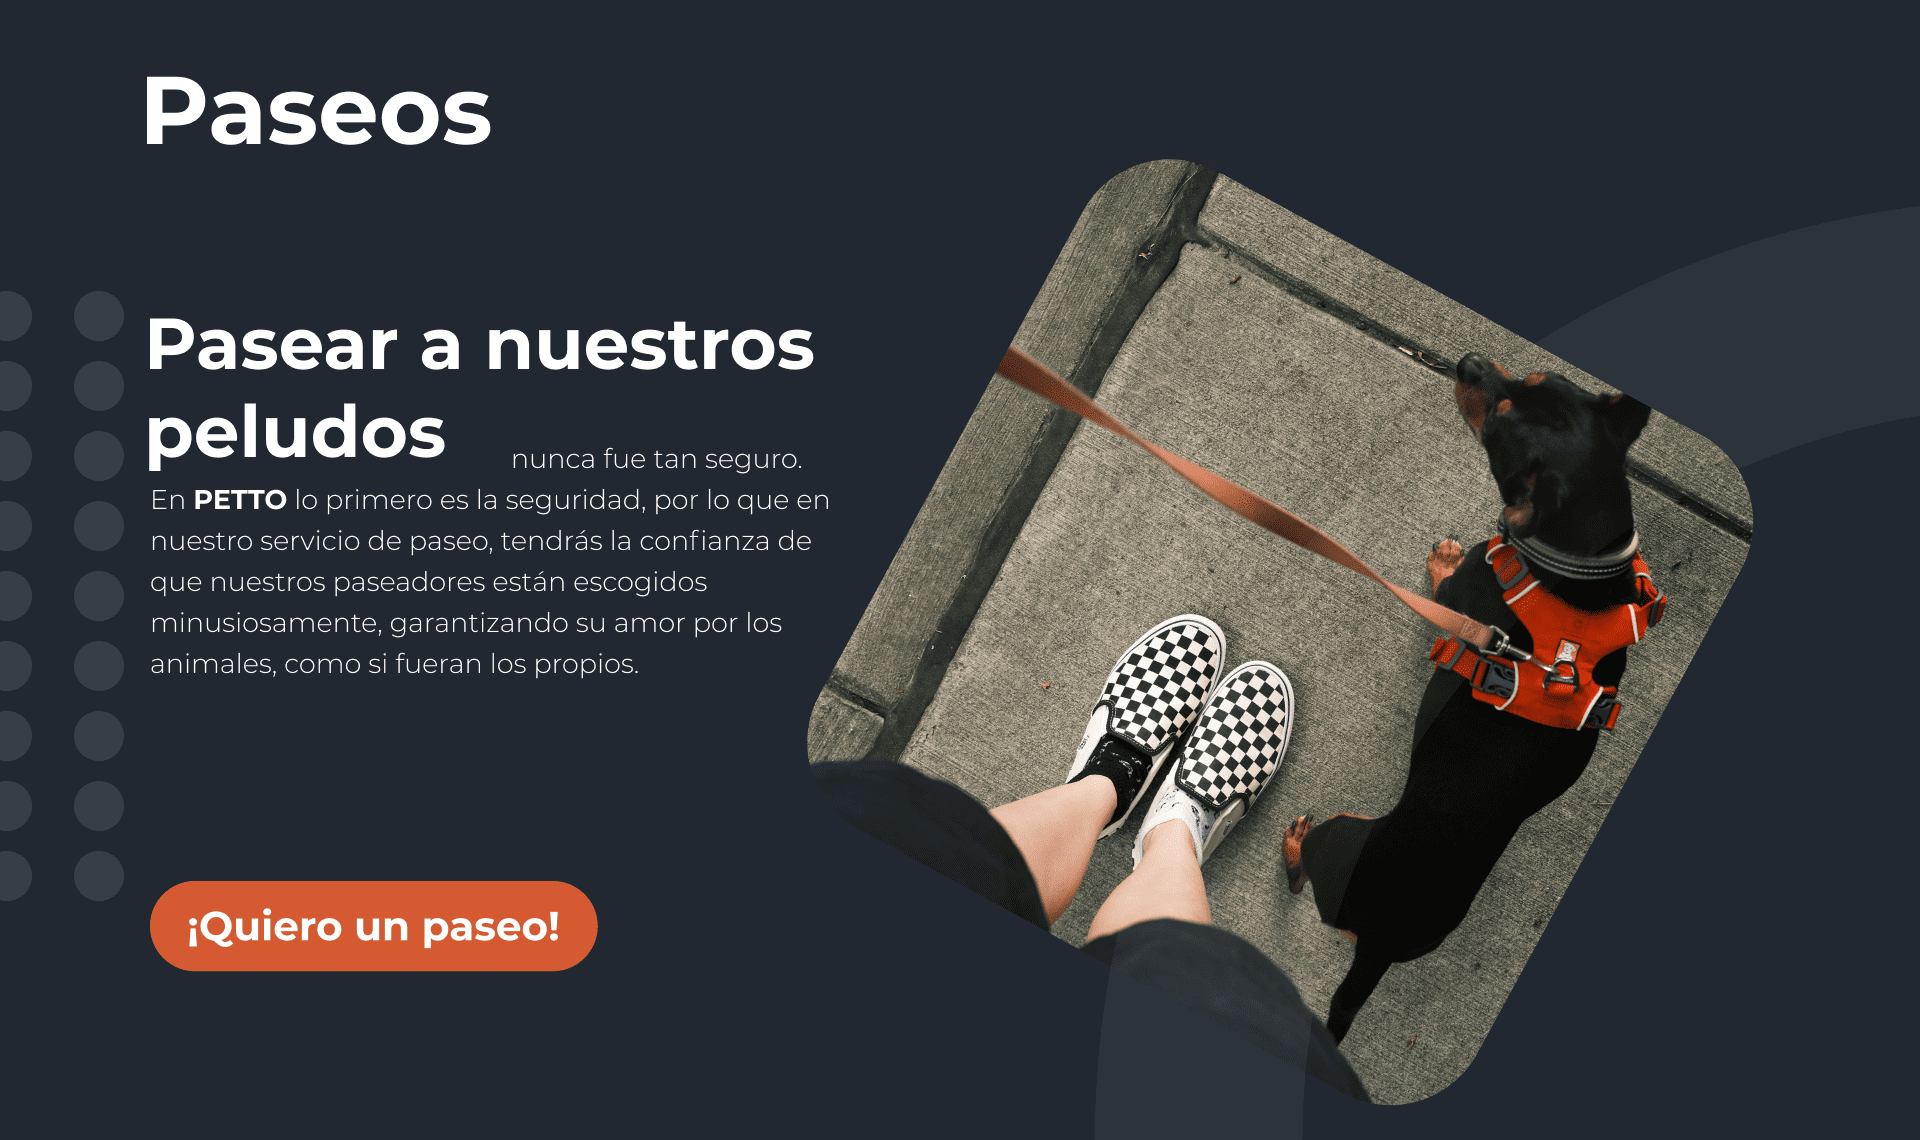 Paseos
Pasear a nuestros
peludos
nunca fue tan seguro.
En PETTO lo primero es la seguridad, por lo que en
nuestro servicio de paseo, tendrás la confianza de
que nuestros paseadores están escogidos
minusiosamente, garantizando su amor por los
animales, como si fueran los propios.
¡Quiero un paseo!